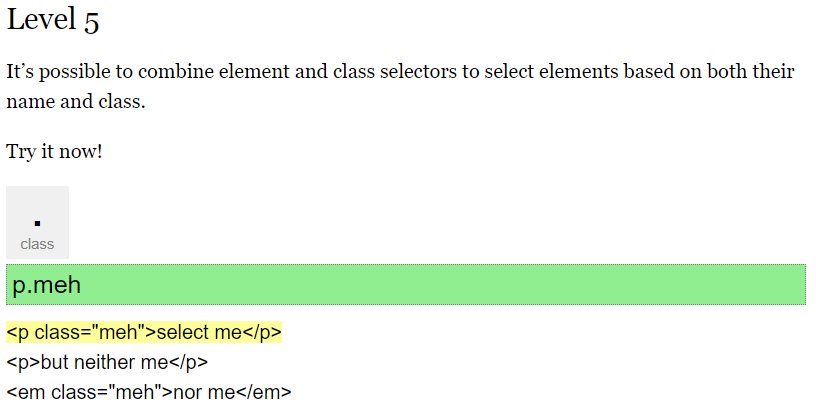 Level 5
It’s possible to combine element and class selectors to select elements based on both their
name and class.
Try it now!
.
class
p.meh
<p class="meh">select me</p>
<p>but neither me</p>
<em class="meh">nor me</em>